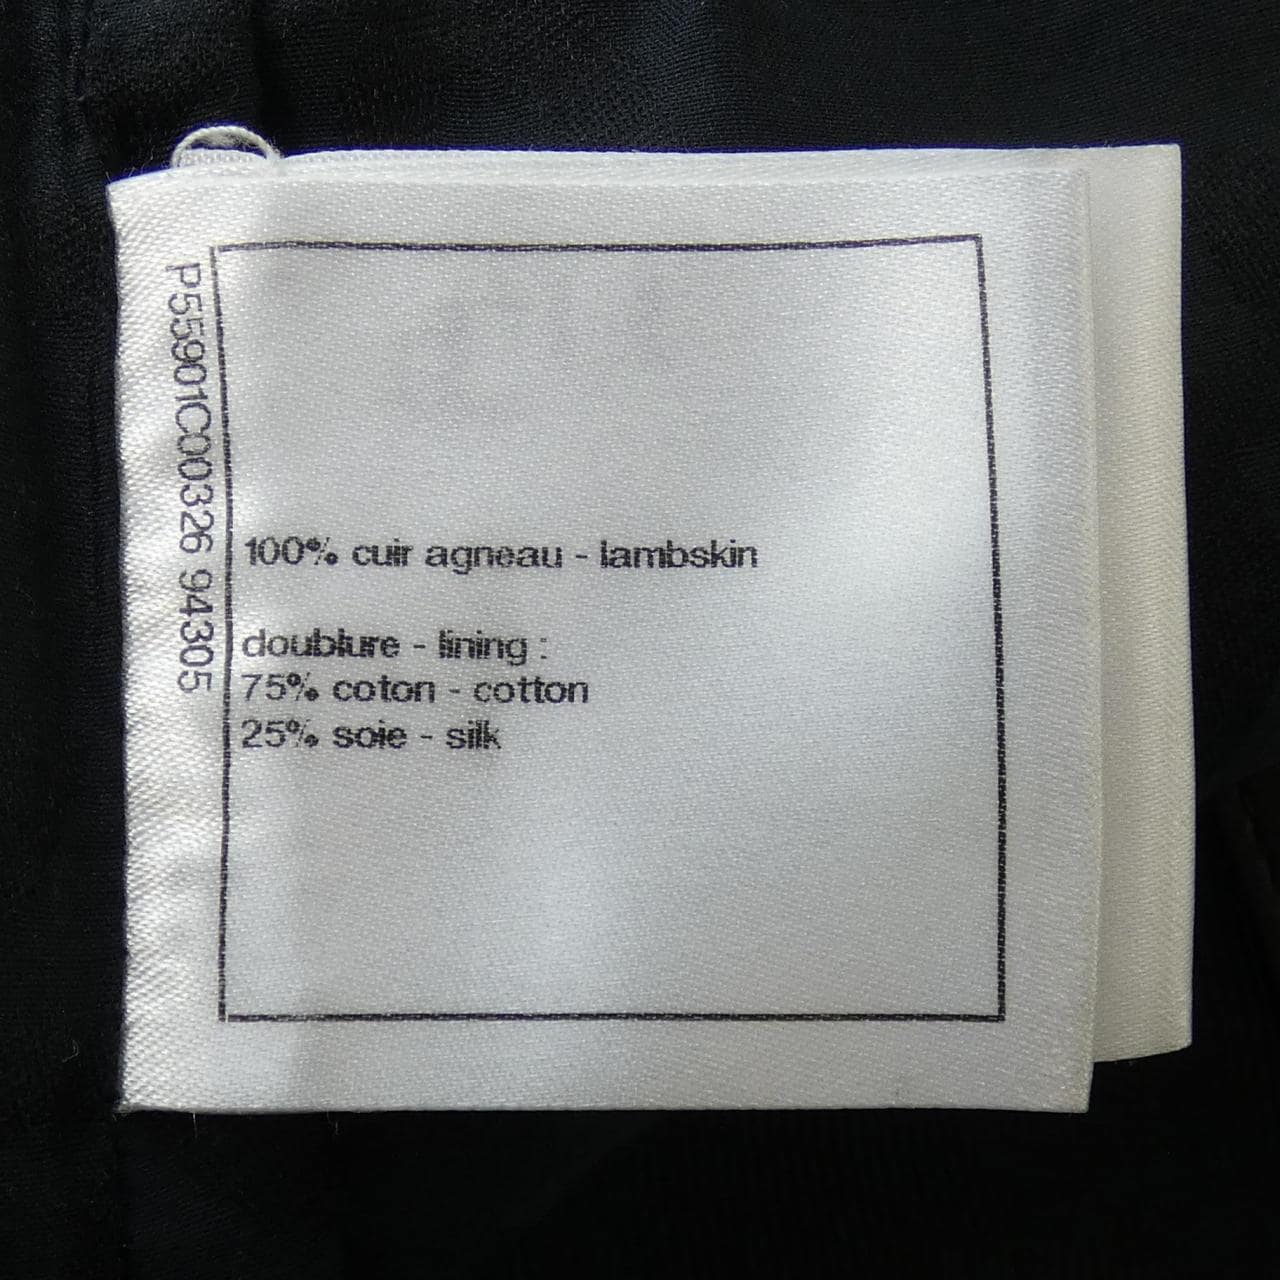 P55901C00326 94305
100% cuir agneau - lambskin
doublure - lining :
75% coton - cotton
25% soie - silk